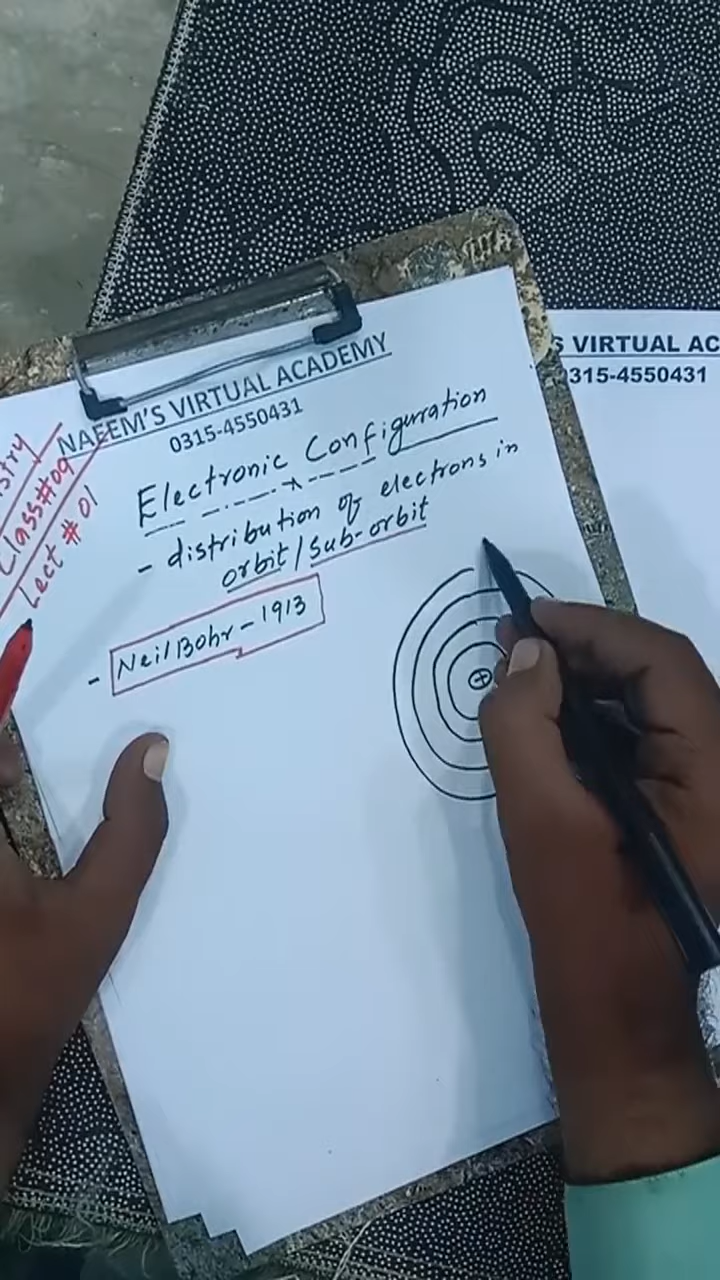 NAEEM'S VIRTUAL ACADEMY
0315-4550431
Class#09
Lect # 01
Electronic Configurration
- distribution of electrons in
orbit/sub-orbit
- Neil Bohr - 1913
+
S VIRTUAL AC
0315-4550431